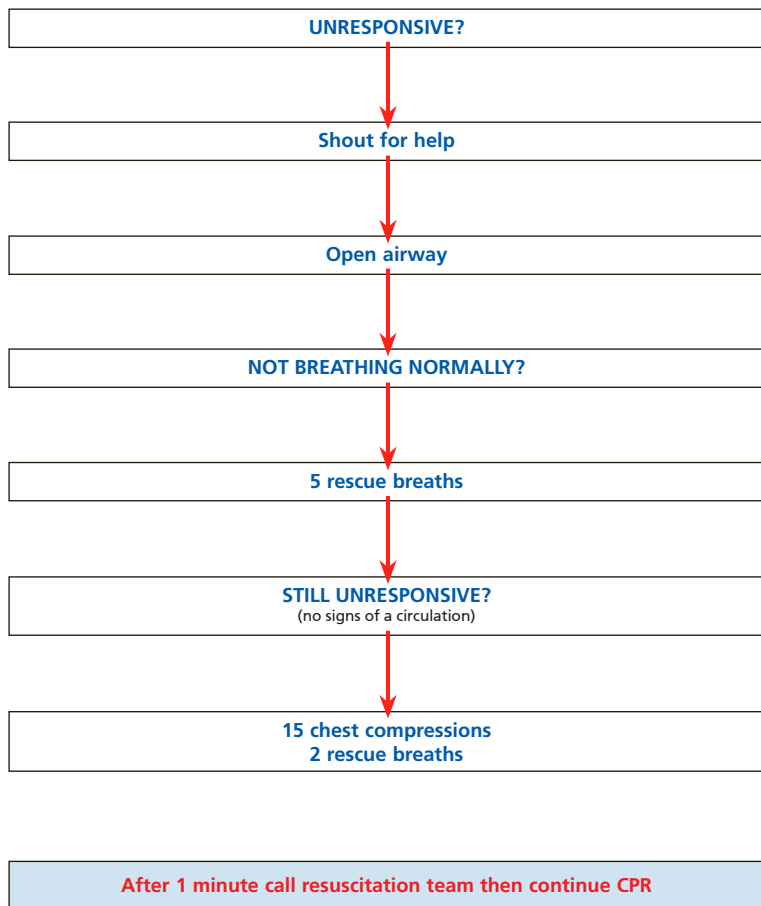 UNRESPONSIVE?
Shout for help
Open airway
NOT BREATHING NORMALLY?
5 rescue breaths
STILL UNRESPONSIVE?
(no signs of a circulation)
15 chest compressions
2 rescue breaths
After 1 minute call resuscitation team then continue CPR